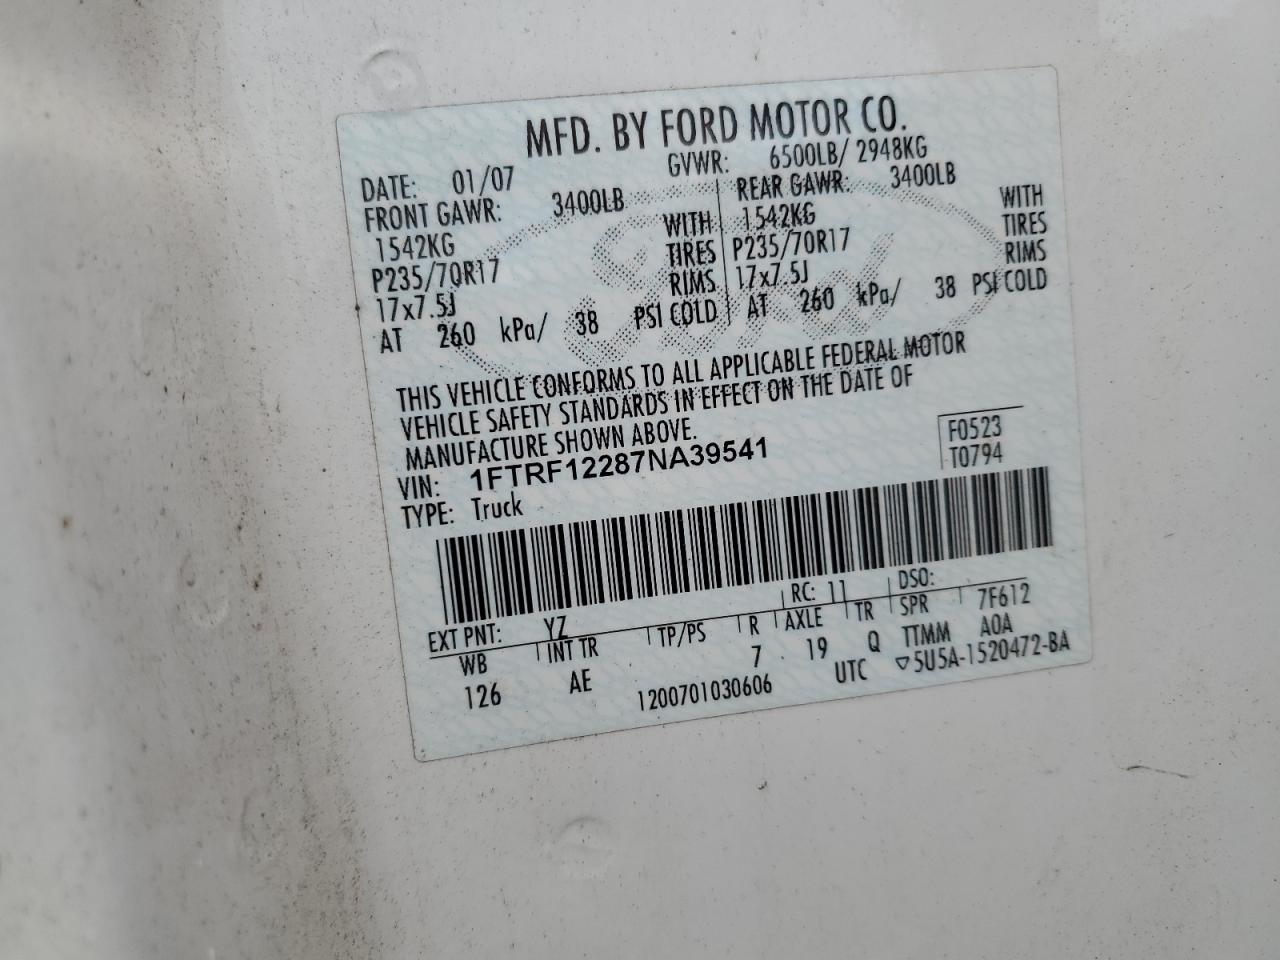 MFD. BY FORD MOTOR CO.
DATE: 01/07 GVWR: 6500LB/ 2948KG
FRONT GAWR: 3400LB REAR GAWR: 3400LB
1542KG WITH 1542KG WITH
P235/70R17 TIRES P235/70R17 TIRES
17x7.5J RIMS 17x7.5J RIMS
AT 260 kPa/ 38 PSI COLD AT 260 kPa/ 38 PSI COLD
THIS VEHICLE CONFORMS TO ALL APPLICABLE FEDERAL MOTOR
VEHICLE SAFETY STANDARDS IN EFFECT ON THE DATE OF
MANUFACTURE SHOWN ABOVE.
VIN: 1FTRF12287NA39541 F0523
TYPE: Truck T0794
EXT PNT: YZ RC: 11 DSO:
WB INT TR TP/PS R AXLE TR SPR 7F612
126 AE 7 19 Q TTMM A0A
1200701030606 UTC ▽5U5A-1520472-BA